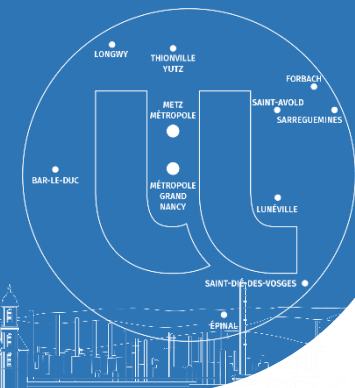 LONGWY
THIONVILLE
YUTZ
FORBACH
METZ
MÉTROPOLE
SAINT-AVOLD
SARREGUEMINES
BAR-LE-DUC
MÉTROPOLE
GRAND
NANCY
LUNÉVILLE
SAINT-DIÉ-DES-VOSGES
ÉPINAL